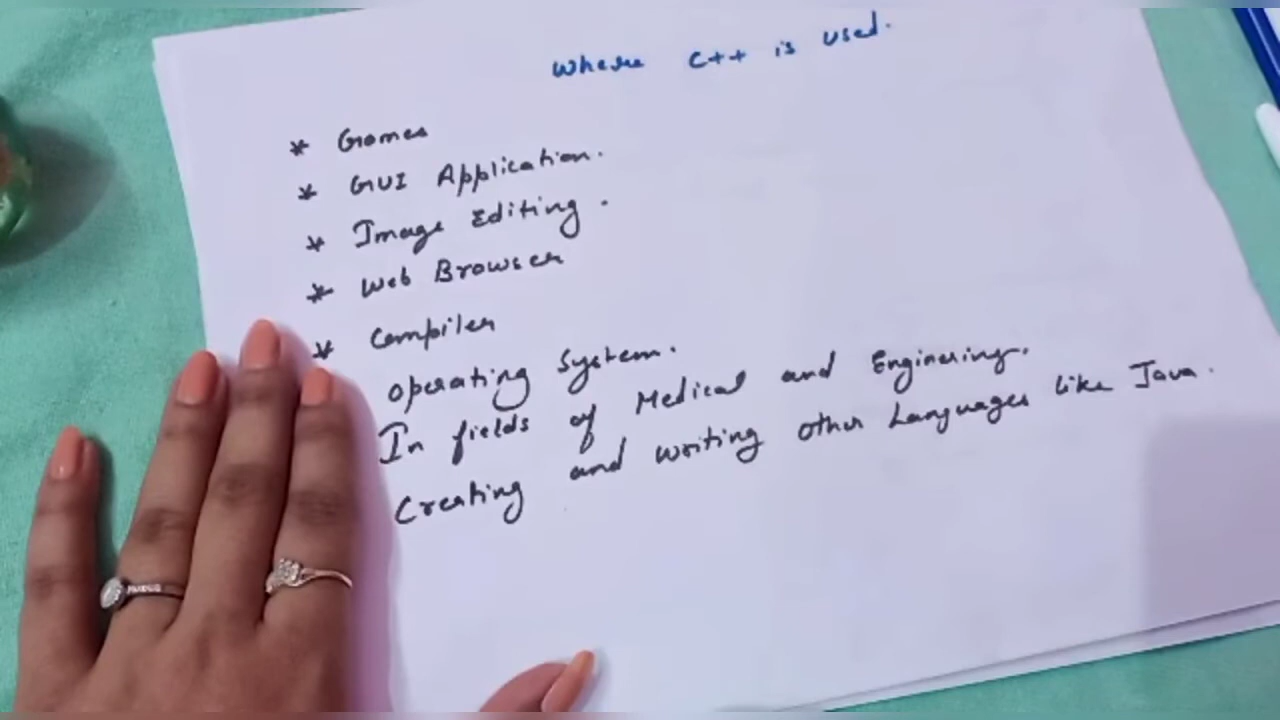 Where C++ is used.
* Games
* GUI Application.
* Image Editing.
* Web Browser
* Compiler
operating System.
In fields of Medical and Enginering.
Creating and writing other Languages like Java.